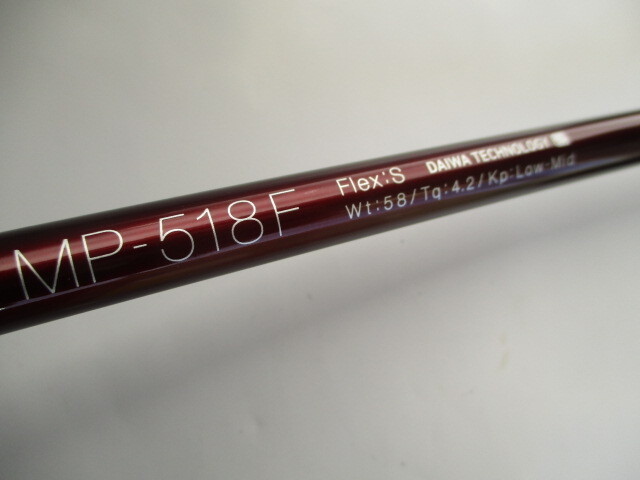 MP-518F
Flex:S DAIWA TECHNOLOGY
Wt:58/Tq:4.2/Kp:Low-Mid